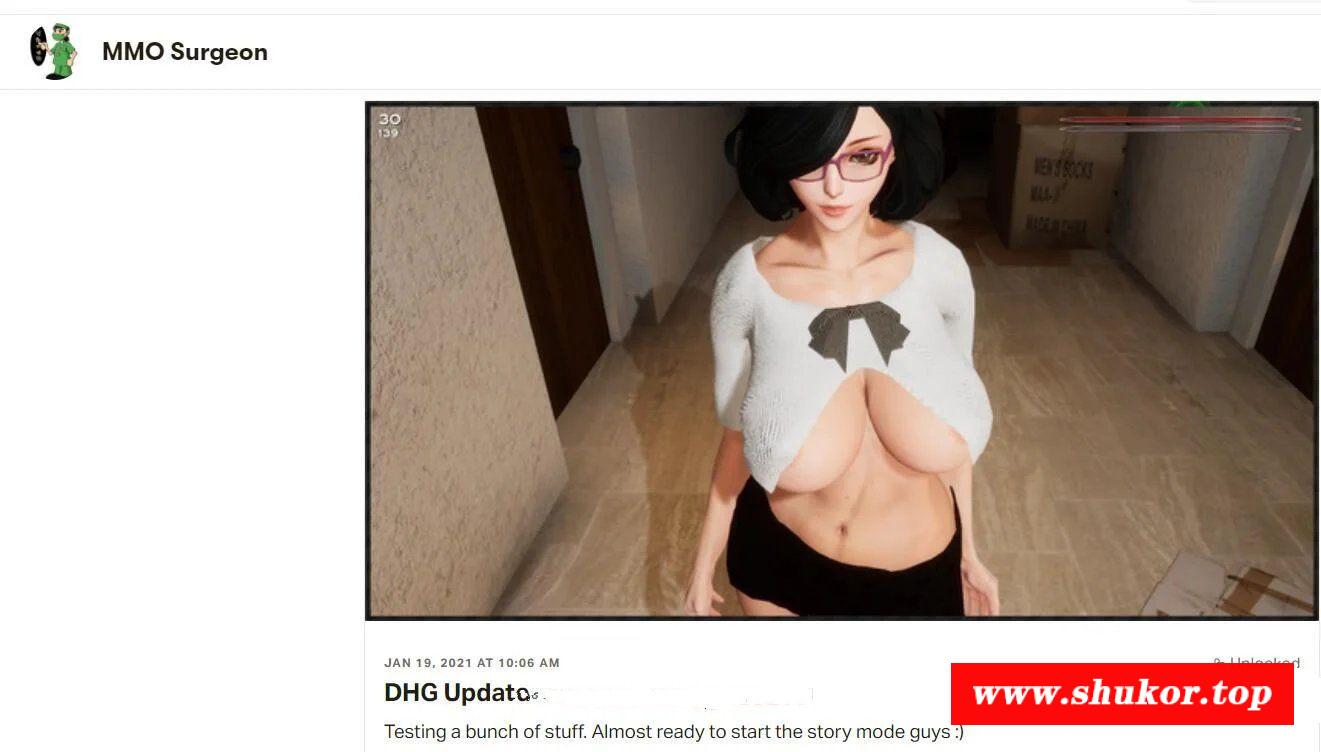 MMO Surgeon
30
139
MEN'S SOCKS
MADE IN CHINA
JAN 19, 2021 AT 10:06 AM
Unlocked
DHG Update
www.shukor.top
Testing a bunch of stuff. Almost ready to start the story mode guys :)